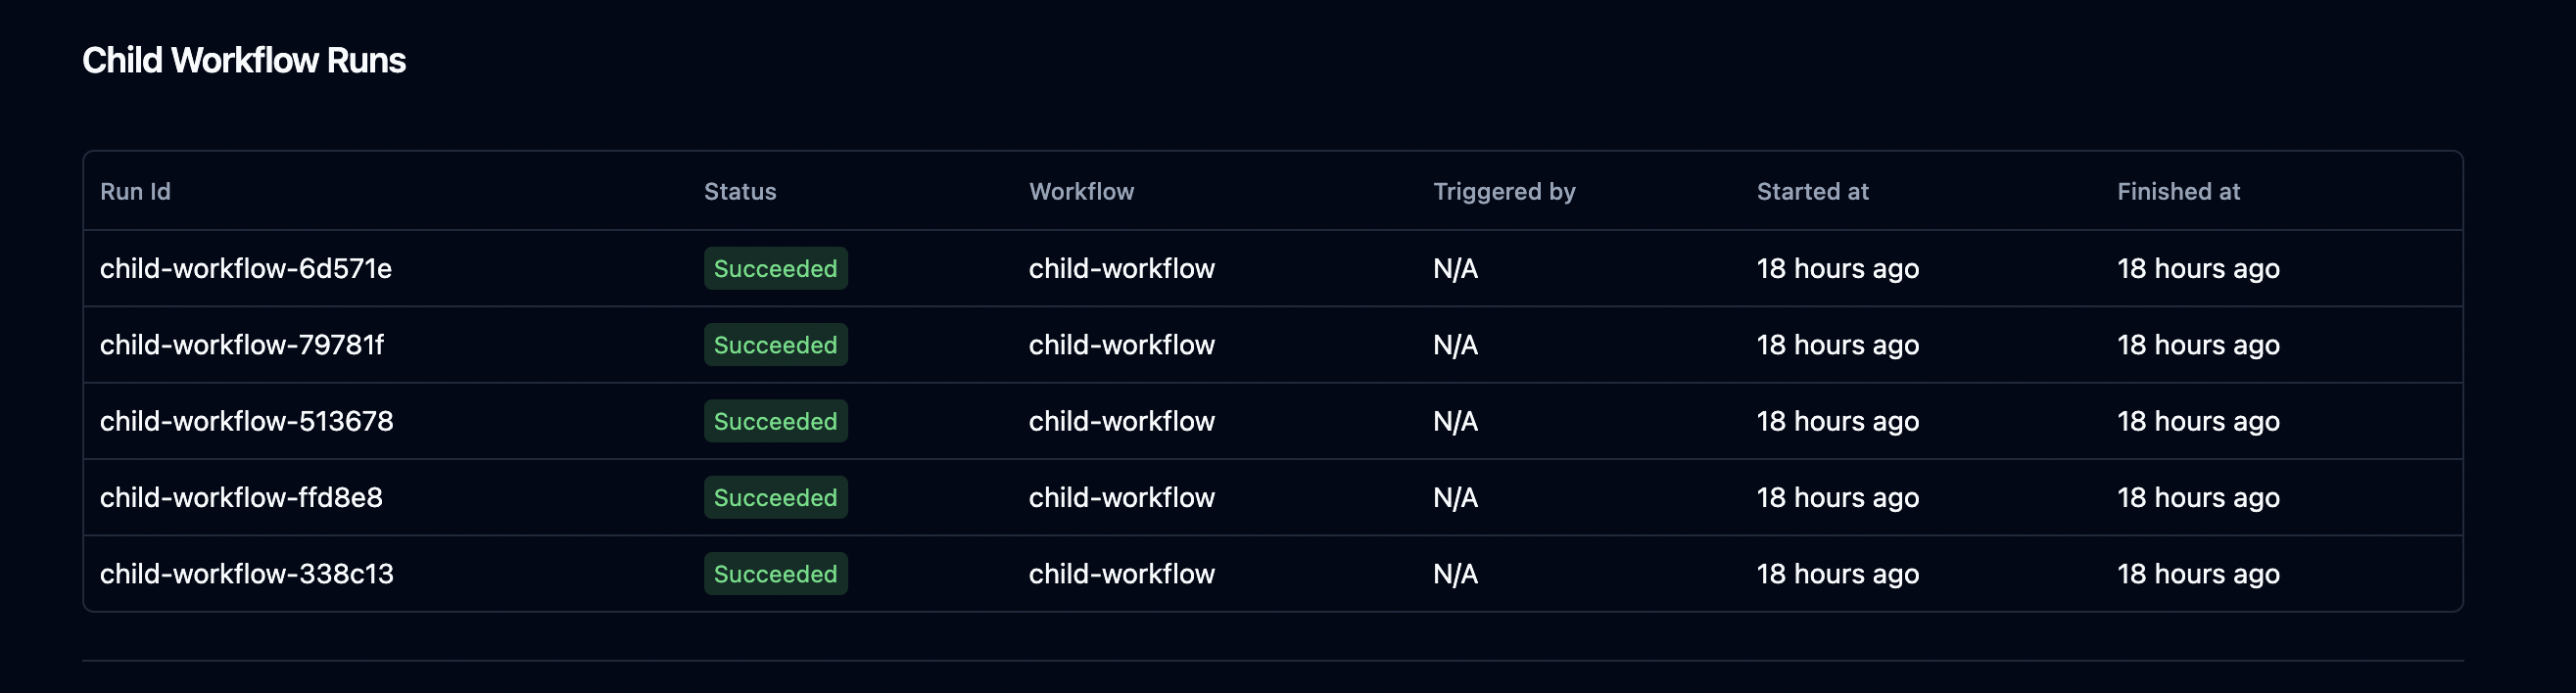 Child Workflow Runs
Run Id Status Workflow Triggered by Started at Finished at
child-workflow-6d571e Succeeded child-workflow N/A 18 hours ago 18 hours ago
child-workflow-79781f Succeeded child-workflow N/A 18 hours ago 18 hours ago
child-workflow-513678 Succeeded child-workflow N/A 18 hours ago 18 hours ago
child-workflow-ffd8e8 Succeeded child-workflow N/A 18 hours ago 18 hours ago
child-workflow-338c13 Succeeded child-workflow N/A 18 hours ago 18 hours ago